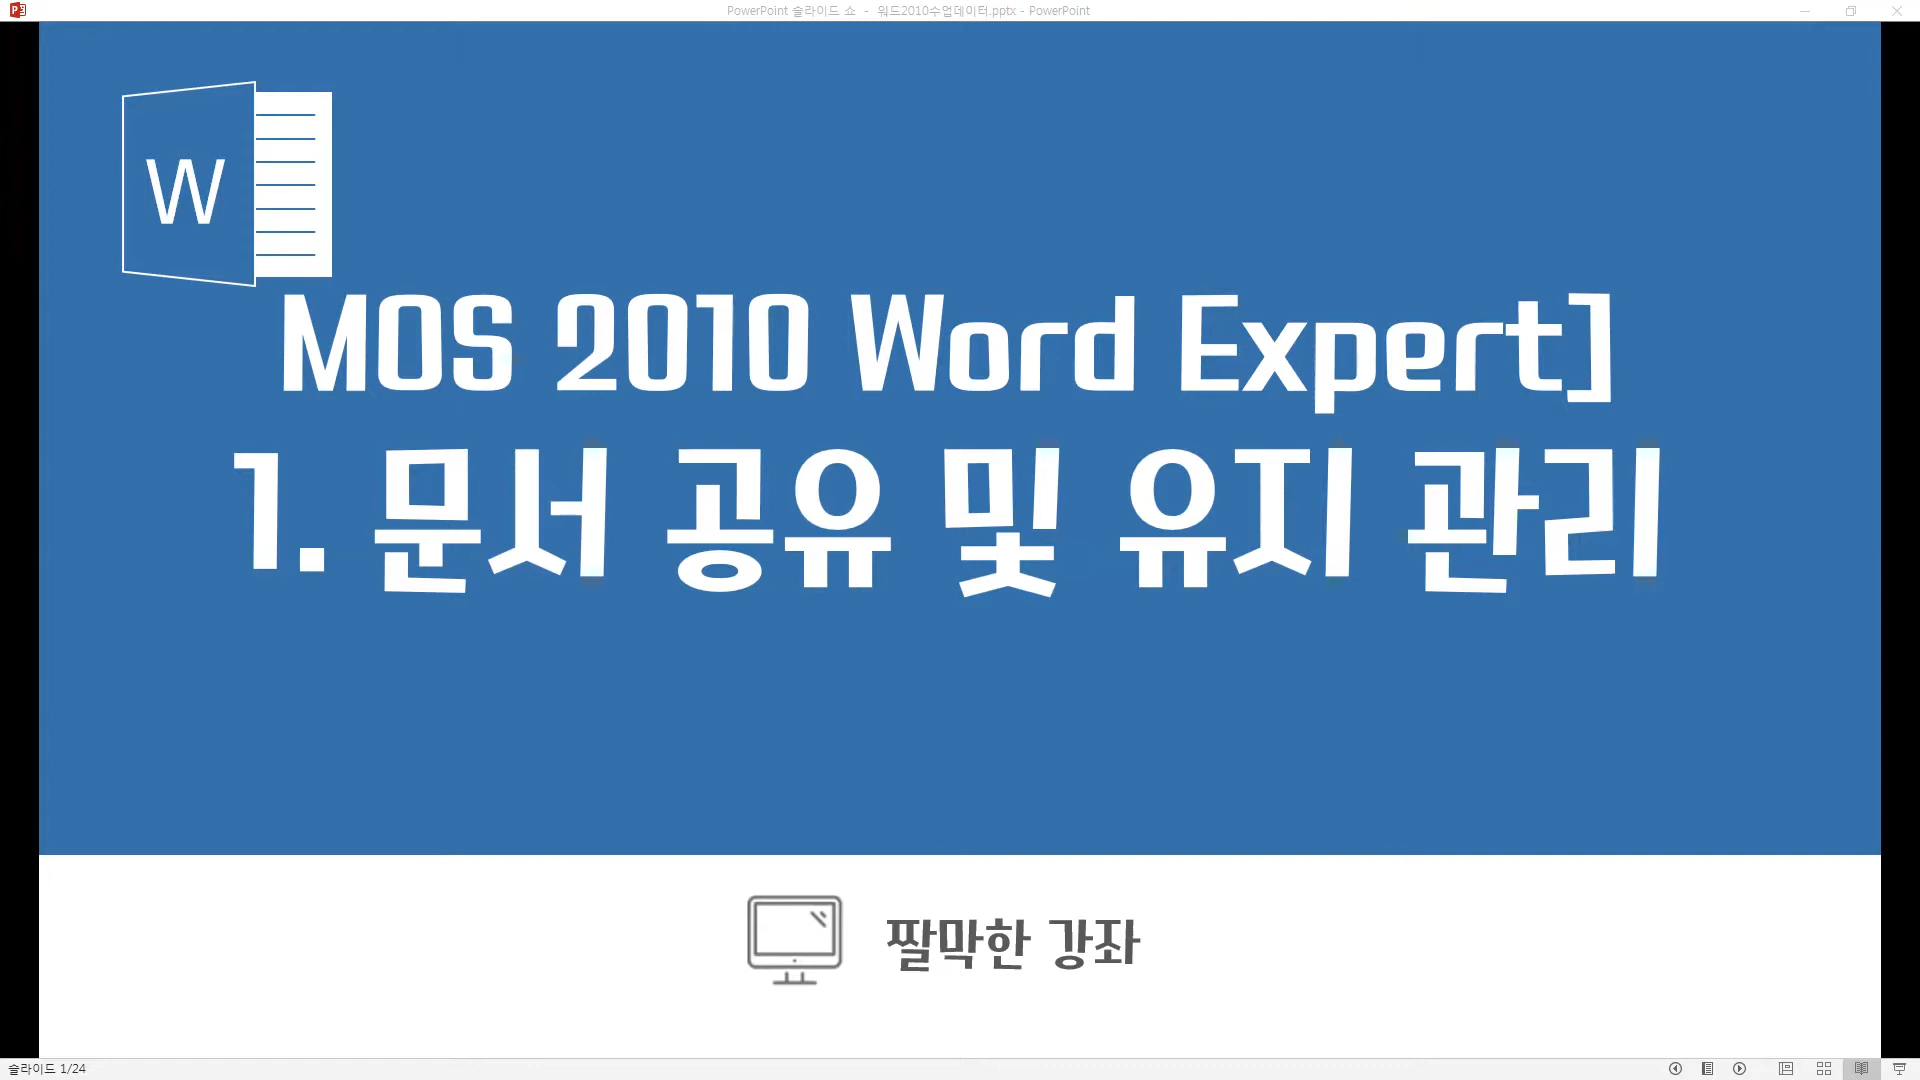 PowerPoint 슬라이드 쇼 - 워드2010수업데이터.pptx - PowerPoint
W
MOS 2010 Word Expert]
1. 문서 공유 및 유지 관리
짤막한 강좌
슬라이드 1/24